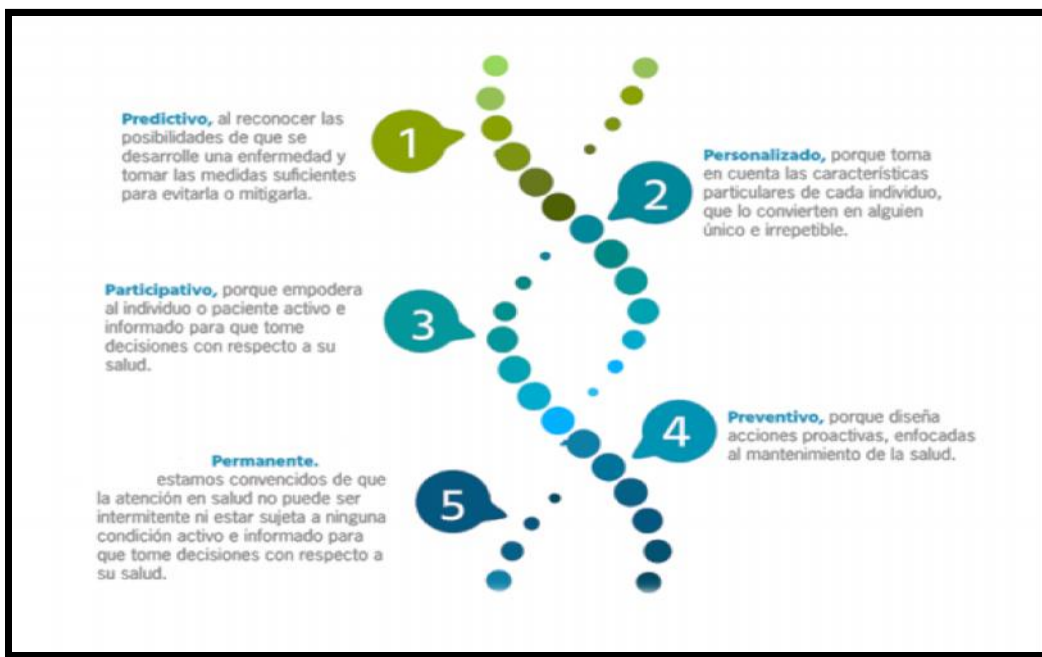 1
Predictivo, al reconocer las
posibilidades de que se
desarrolle una enfermedad y
tomar las medidas suficientes
para evitarla o mitigarla.
2
Personalizado, porque toma
en cuenta las características
particulares de cada individuo,
que lo convierten en alguien
único e irrepetible.
3
Participativo, porque empodera
al individuo o paciente activo e
informado para que tome
decisiones con respecto a su
salud.
4
Preventivo, porque diseña
acciones proactivas, enfocadas
al mantenimiento de la salud.
5
Permanente.
estamos convencidos de que
la atención en salud no puede ser
intermitente ni estar sujeta a ninguna
condición activo e informado para
que tome decisiones con respecto a
su salud.